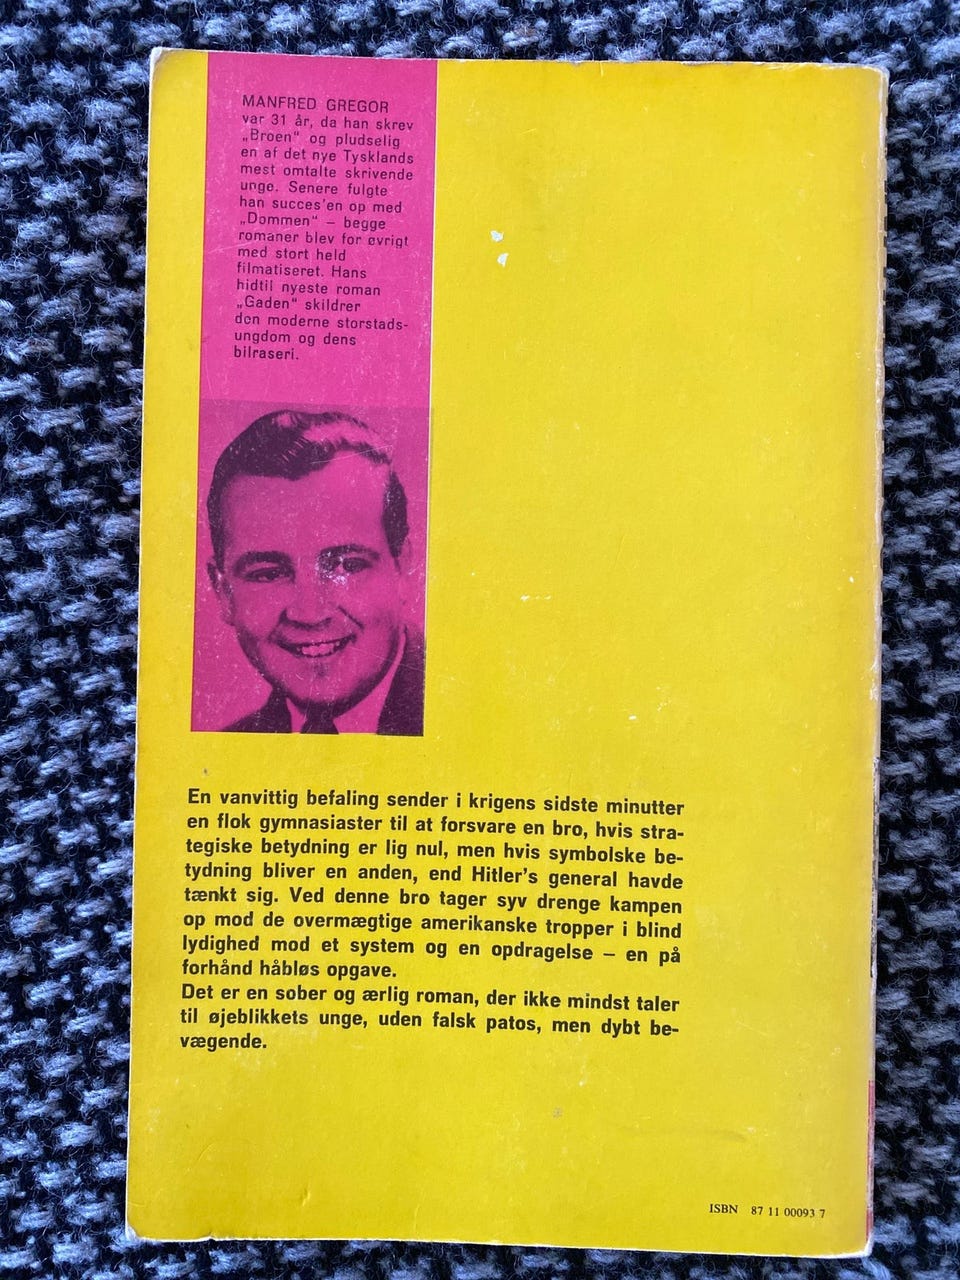 MANFRED GREGOR
var 31 år, da han skrev
„Broen“ og pludselig
en af det nye Tysklands
mest omtalte skrivende
unge. Senere fulgte
han succes'en op med
„Dommen“ – begge
romaner blev for øvrigt
med stort held
filmatiseret. Hans
hidtil nyeste roman
„Gaden“ skildrer
den moderne storstads-
ungdom og dens
bilraseri.
En vanvittig befaling sender i krigens sidste minutter
en flok gymnasiaster til at forsvare en bro, hvis stra-
tegiske betydning er lig nul, men hvis symbolske be-
tydning bliver en anden, end Hitler's general havde
tænkt sig. Ved denne bro tager syv drenge kampen
op mod de overmægtige amerikanske tropper i blind
lydighed mod et system og en opdragelse – en på
forhånd håbløs opgave.
Det er en sober og ærlig roman, der ikke mindst taler
til øjeblikkets unge, uden falsk patos, men dybt be-
vægende.
ISBN 87 11 00093 7